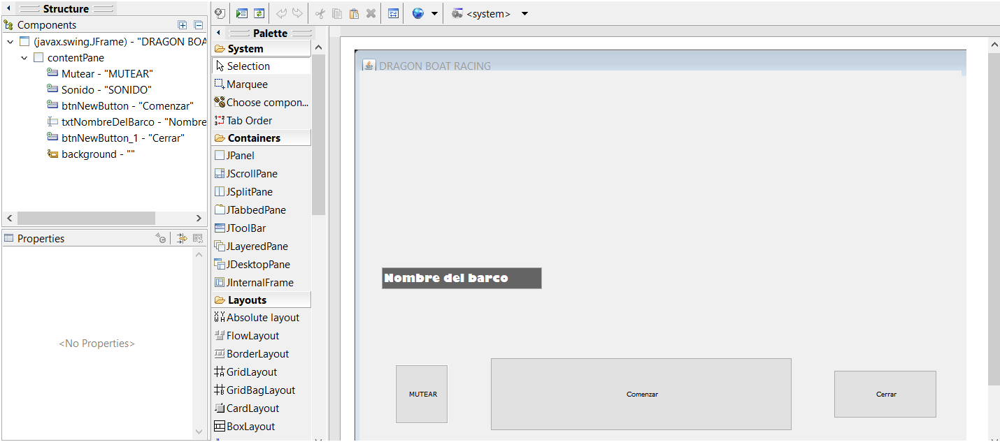 Structure
Components
(javax.swing.JFrame) - "DRAGON BOA
contentPane
Mutear - "MUTEAR"
Sonido - "SONIDO"
btnNewButton - "Comenzar"
txtNombreDelBarco - "Nombre
btnNewButton_1 - "Cerrar"
background - ""
Properties
<No Properties>
<system>
Palette
System
Selection
Marquee
Choose compon...
Tab Order
Containers
JPanel
JScrollPane
JSplitPane
JTabbedPane
JToolBar
JLayeredPane
JDesktopPane
JInternalFrame
Layouts
Absolute layout
FlowLayout
BorderLayout
GridLayout
GridBagLayout
CardLayout
BoxLayout
DRAGON BOAT RACING
Nombre del barco
MUTEAR
Comenzar
Cerrar